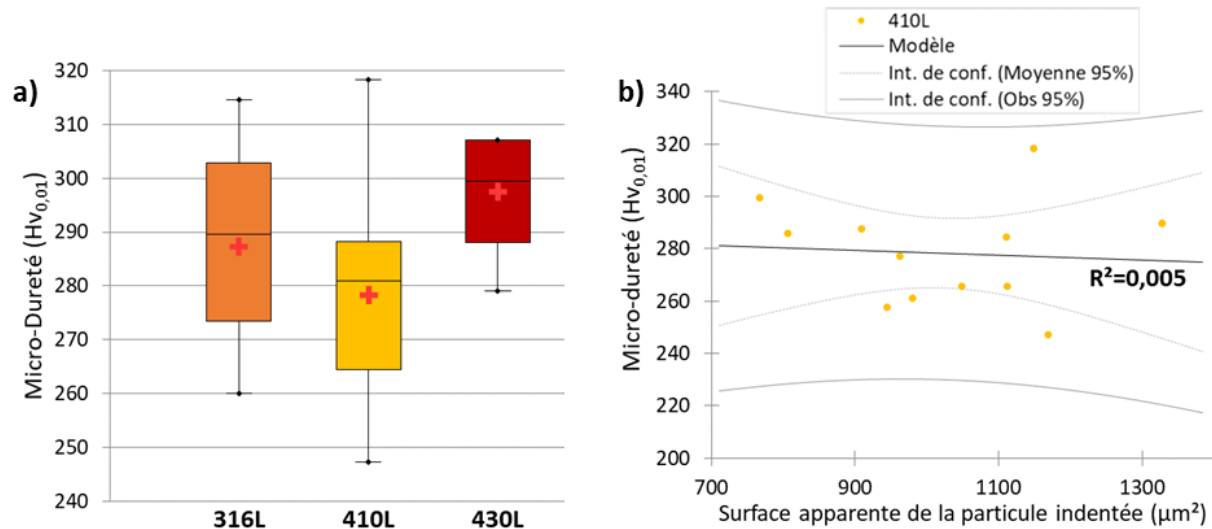 a)
Micro-Dureté (Hv0,01)
320
310
300
290
280
270
260
250
240
316L 410L 430L
b)
410L
Modèle
Int. de conf. (Moyenne 95%)
Int. de conf. (Obs 95%)
Micro-dureté (Hv0,01)
340
320
300
280
260
240
220
200
R²=0,005
700 900 1100 1300
Surface apparente de la particule indentée (µm²)